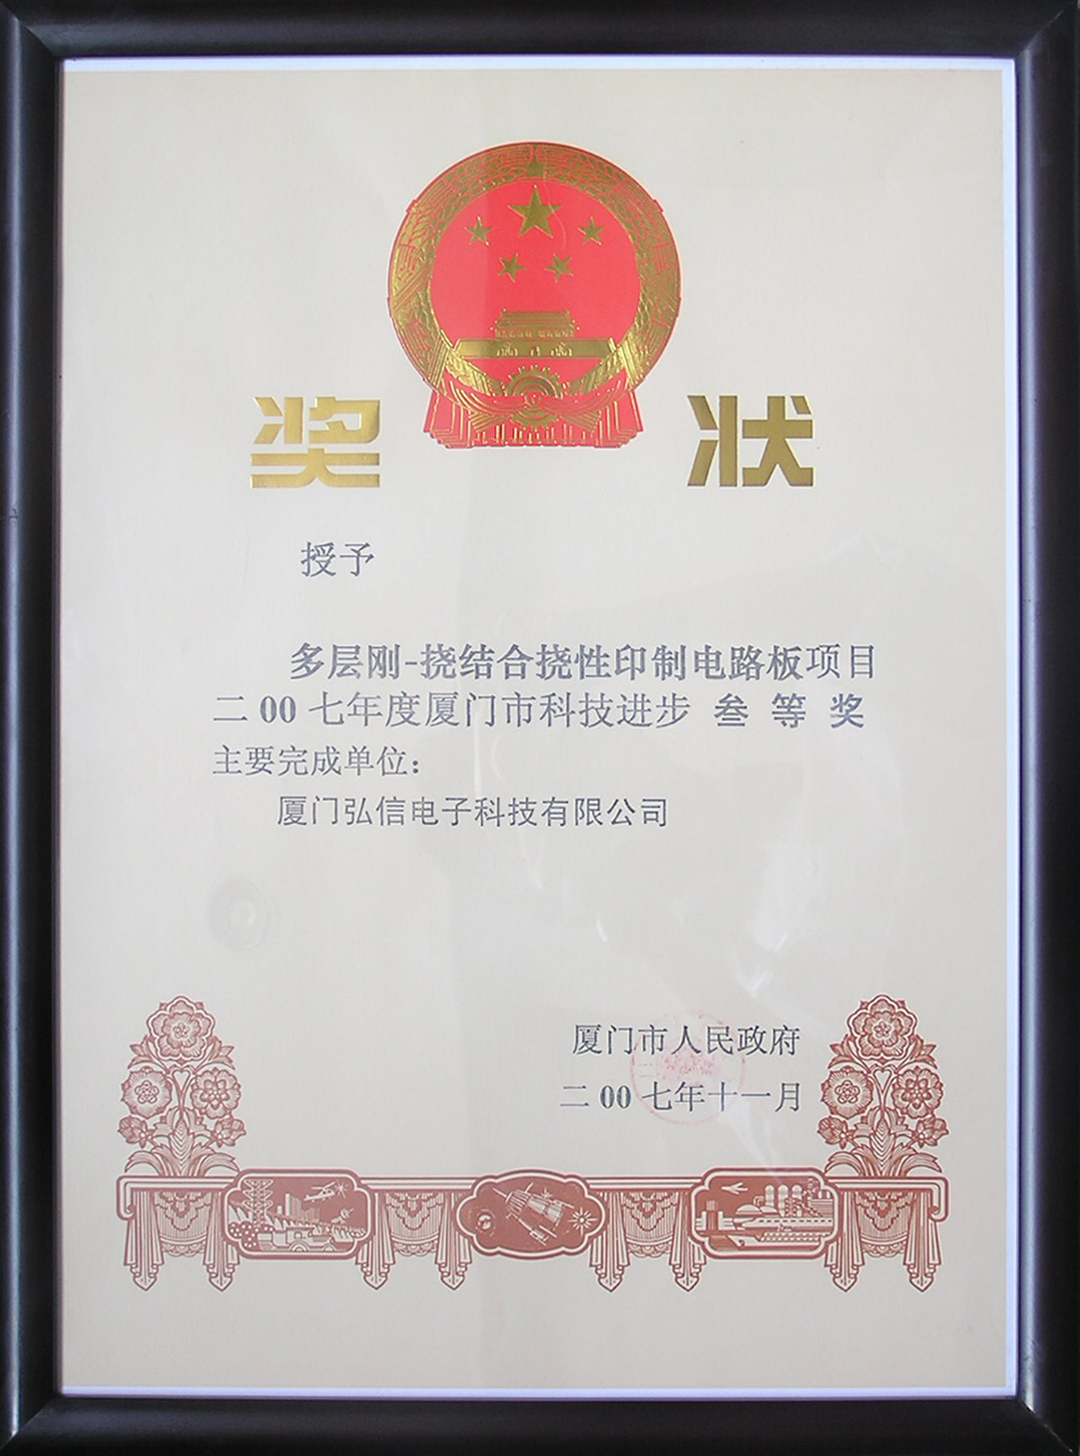 奖 状
授予
多层刚-挠结合挠性印制电路板项目
二00七年度厦门市科技进步 叁 等 奖
主要完成单位：
厦门弘信电子科技有限公司
厦门市人民政府
二00七年十一月